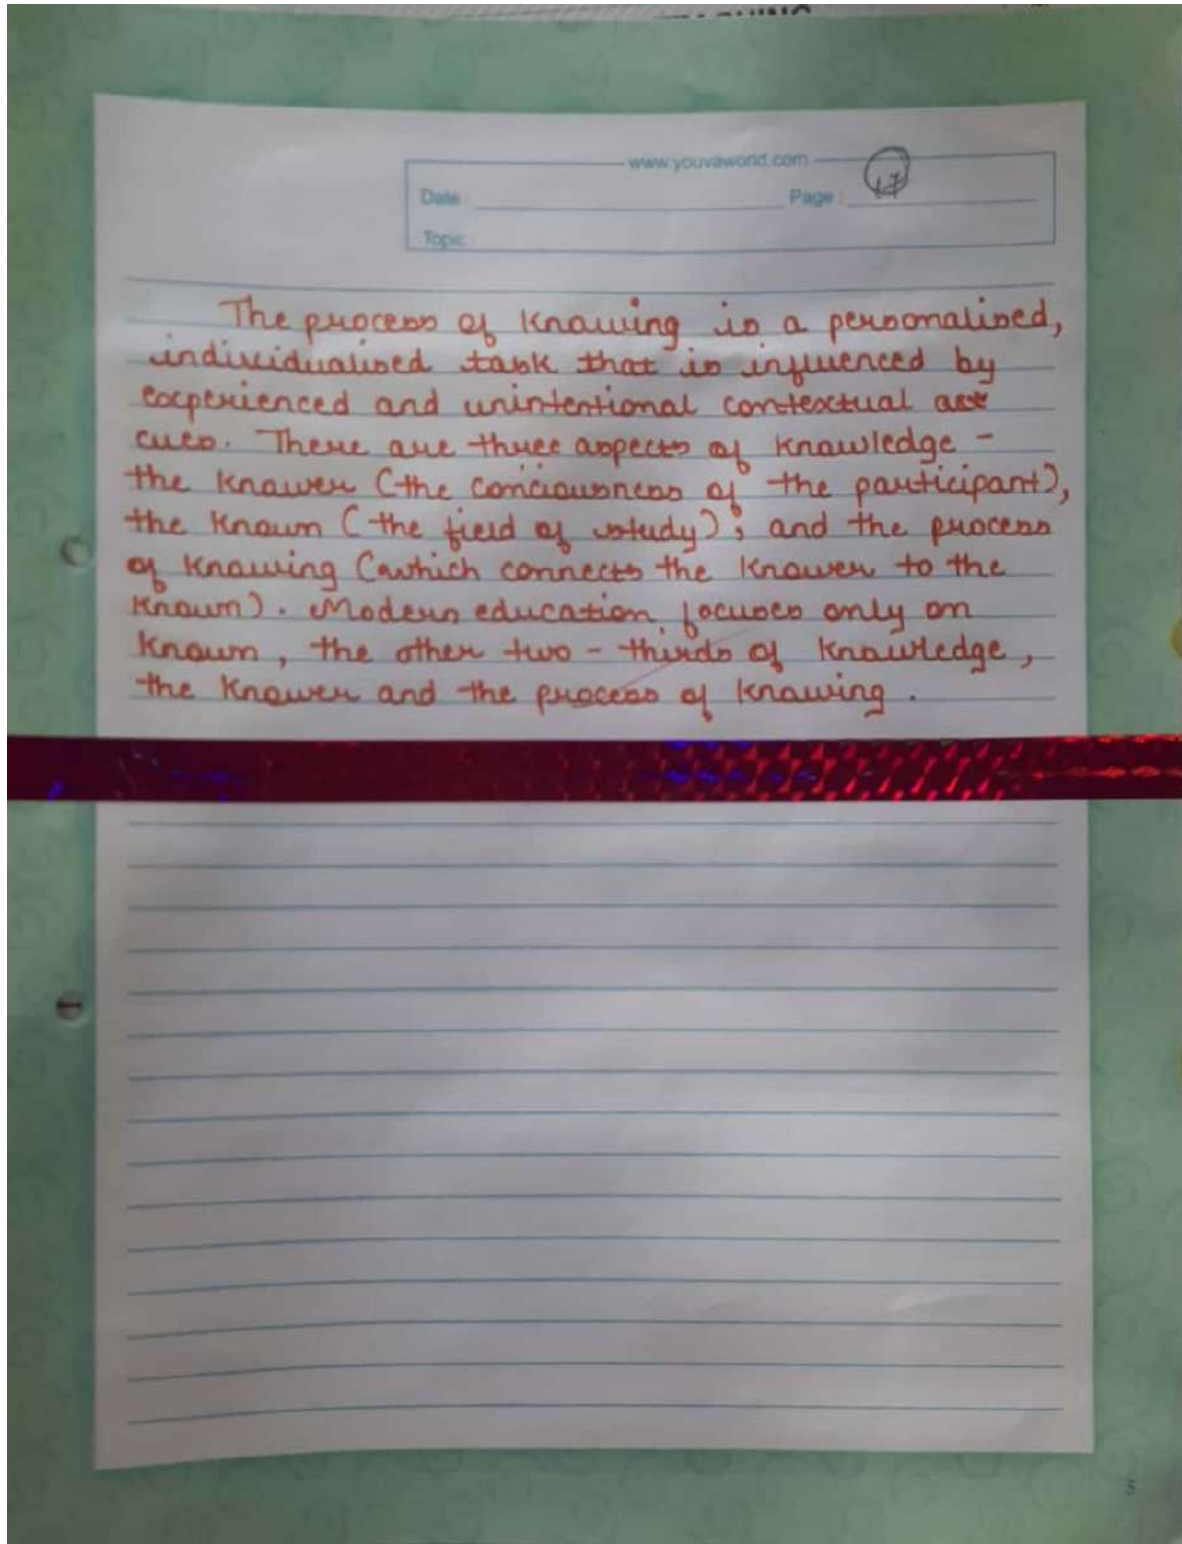 www.youvaworld.com
Date : Page : 17
Topic
The process of knowing is a personalised,
individualised task that is influenced by
experienced and unintentional contextual
cues. There are three aspects of knowledge -
the knower (the conciousness of the participant),
the known (the field of study); and the process
of knowing (which connects the knower to the
known). Modern education focuses only on
known, the other two - thirds of knowledge,
the knower and the process of knowing.
5